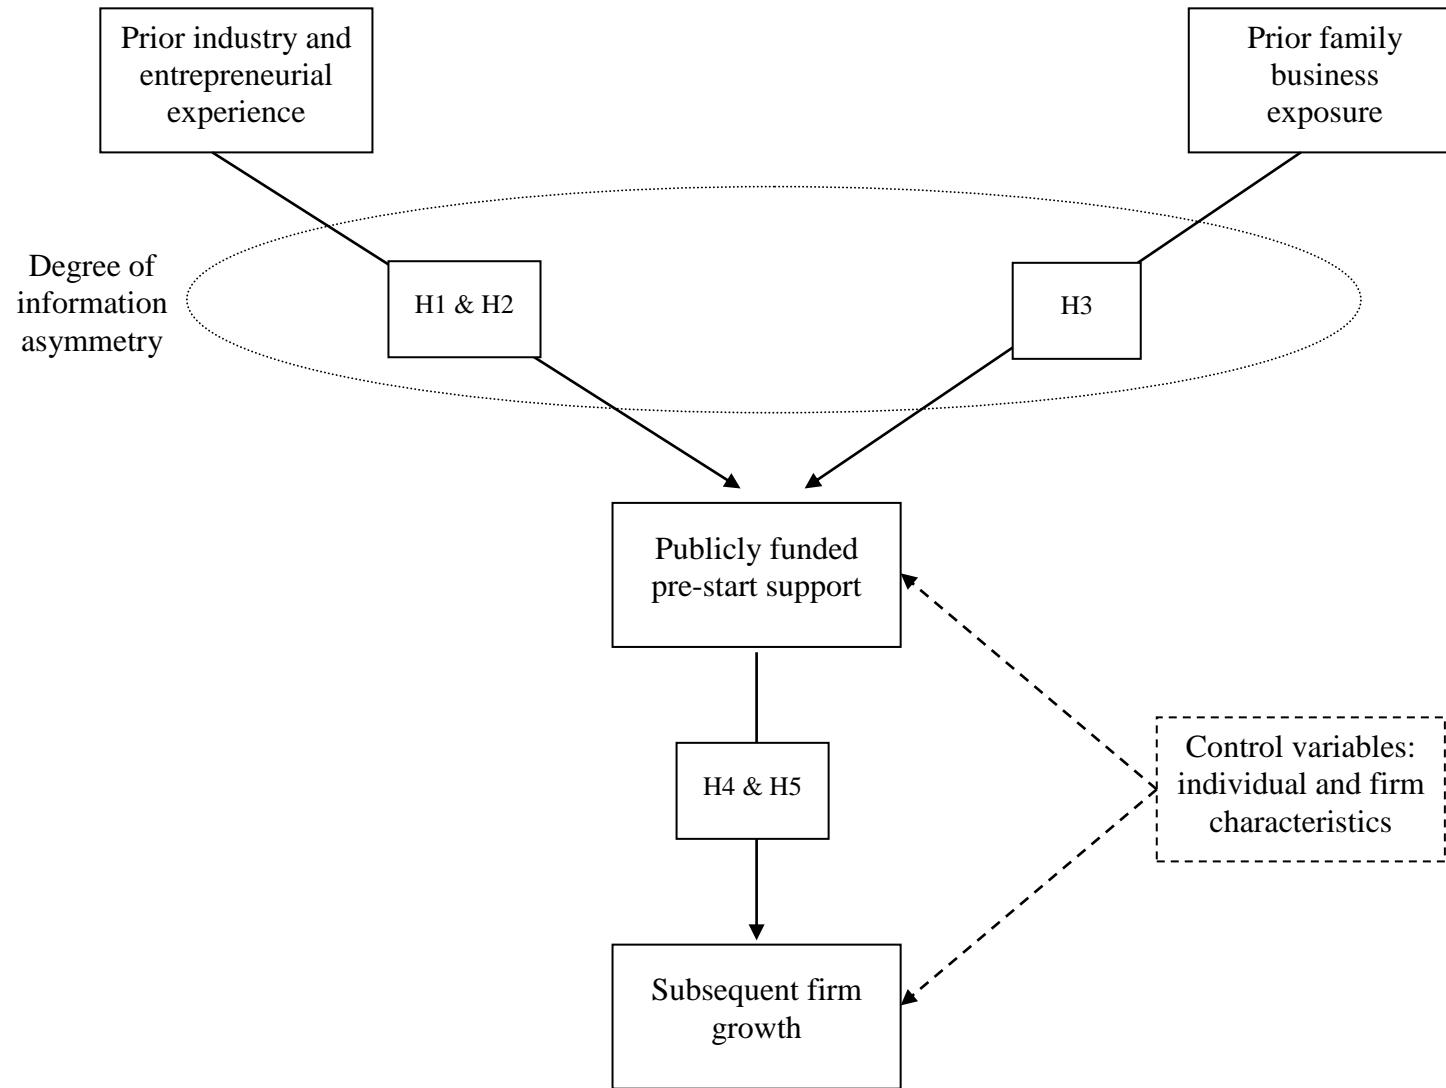 Prior industry and
entrepreneurial
experience
Prior family
business
exposure
Degree of
information
asymmetry
H1 & H2
H3
Publicly funded
pre-start support
H4 & H5
Control variables:
individual and firm
characteristics
Subsequent firm
growth